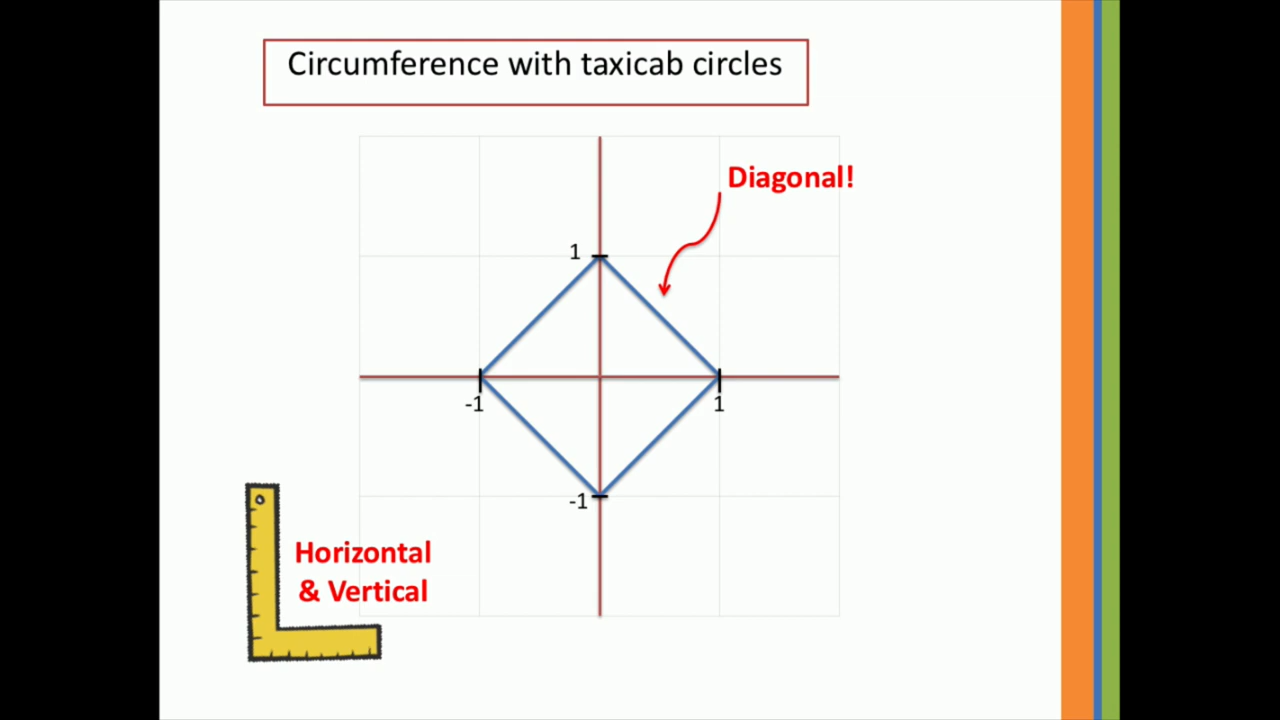 Circumference with taxicab circles
Diagonal!
1
-1
1
-1
Horizontal
& Vertical